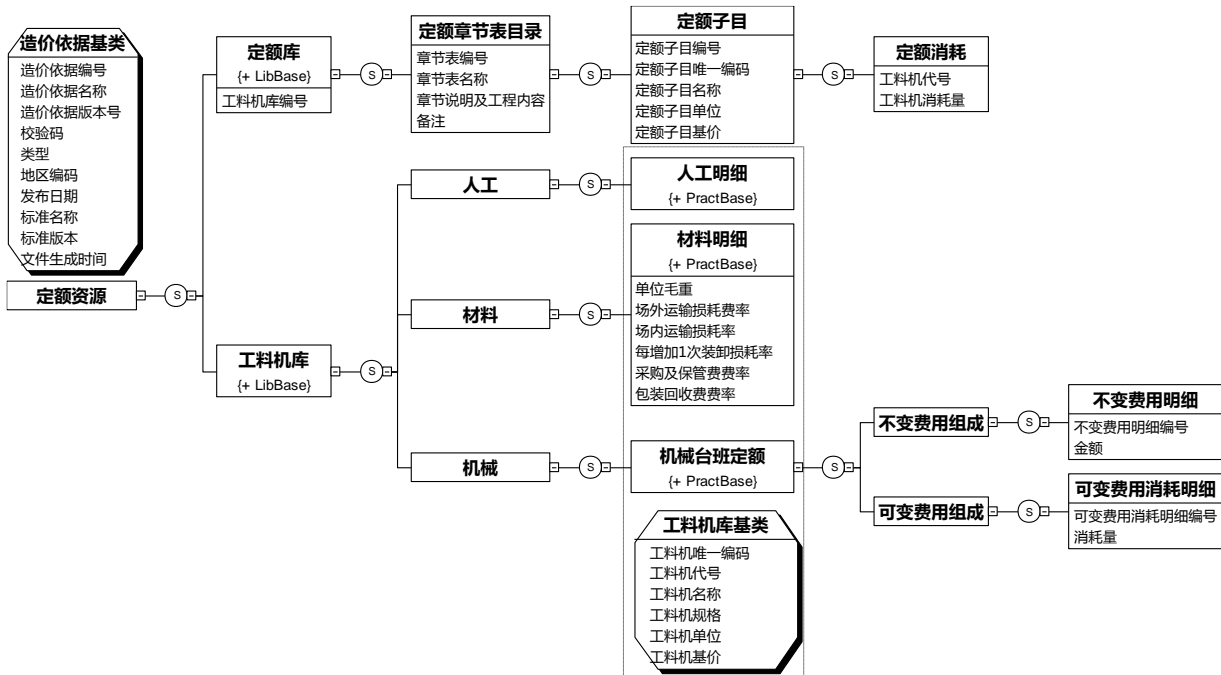 造价依据基类
造价依据编号
造价依据名称
造价依据版本号
校验码
类型
地区编码
发布日期
标准名称
标准版本
文件生成时间
定额资源
S
定额库
{+ LibBase}
工料机库编号
S
定额章节表目录
章节表编号
章节表名称
章节说明及工程内容
备注
S
定额子目
定额子目编号
定额子目唯一编码
定额子目名称
定额子目单位
定额子目基价
S
定额消耗
工料机代号
工料机消耗量
工料机库
{+ LibBase}
S
人工
S
人工明细
{+ PractBase}
材料
S
材料明细
{+ PractBase}
单位毛重
场外运输损耗费率
场内运输损耗率
每增加1次装卸损耗率
采购及保管费费率
包装回收费费率
机械
S
机械台班定额
{+ PractBase}
S
不变费用组成
S
不变费用明细
不变费用明细编号
金额
可变费用组成
S
可变费用消耗明细
可变费用消耗明细编号
消耗量
工料机库基类
工料机唯一编码
工料机代号
工料机名称
工料机规格
工料机单位
工料机基价